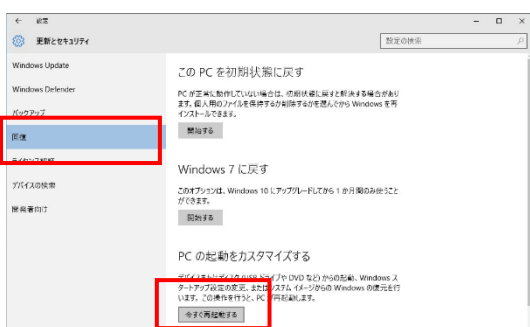 ← 設定
更新とセキュリティ
設定の検索
Windows Update
Windows Defender
バックアップ
回復
ライセンス認証
デバイスの検索
開発者向け
この PC を初期状態に戻す
PC が正常に動作していない場合は、初期状態に戻すと解決する場合があり
ます。個人用のファイルを保持するか削除するかを選んでから Windows を再
インストールできます。
開始する
Windows 7 に戻す
このオプションは、Windows 10 にアップグレードしてから 1 か月間のみ使うこと
ができます。
開始する
PC の起動をカスタマイズする
デバイスまたはディスク (USB ドライブや DVD など) からの起動、Windows ス
タートアップ設定の変更、またはシステム イメージからの Windows の復元を行
います。この操作を行うと、PC が再起動します。
今すぐ再起動する